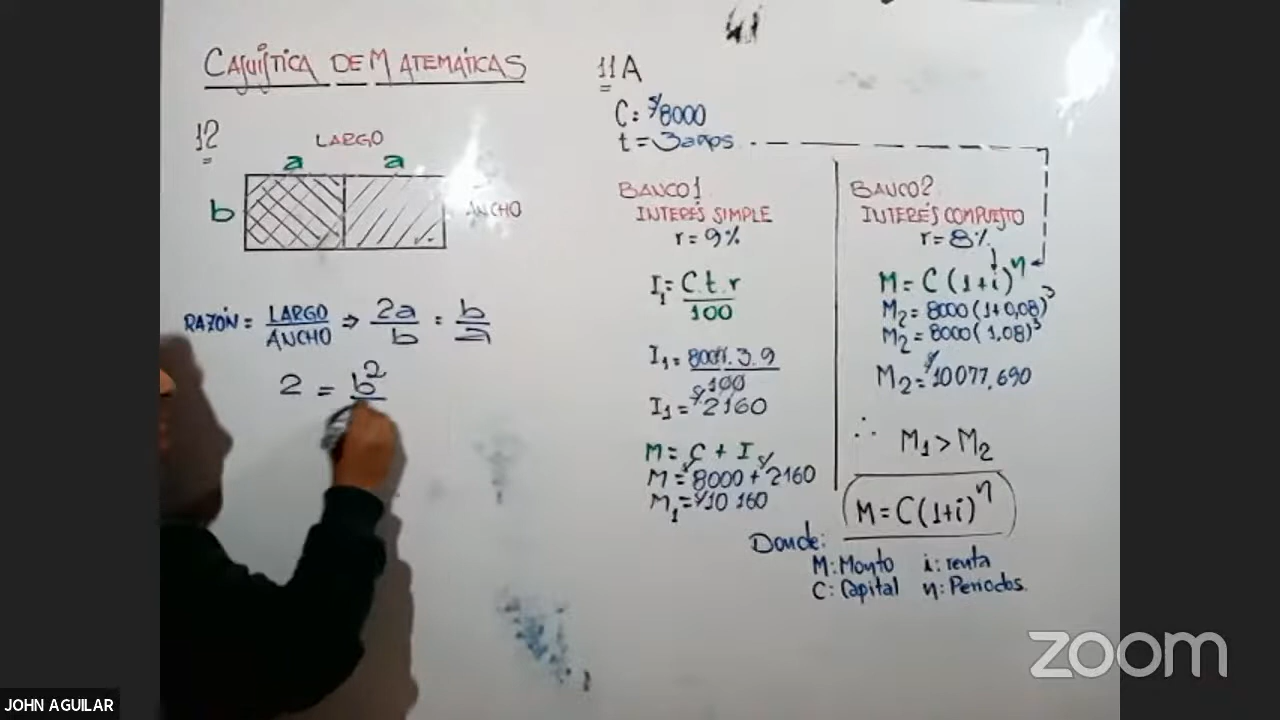 CASUÍSTICA DE MATEMÁTICAS
12
LARGO
a a
b
ANCHO
RAZÓN = LARGO/ANCHO ⇒ 2a/b = b/a
2 = b²
11A
C = S/8000
t = 3 años
BANCO 1
INTERÉS SIMPLE
r = 9%
I₁ = C.t.r/100
I₁ = 8000.3.9/100
I₁ = S/2160
M = C + I
M = S/8000 + S/2160
M₁ = S/10 160
BANCO 2
INTERÉS COMPUESTO
r = 8%
M = C (1+i)ⁿ
M₂ = 8000(1+0,08)³
M₂ = 8000(1,08)³
M₂ = S/10077,690
∴ M₁ > M₂
M = C(1+i)ⁿ
Donde:
M: Monto i: renta
C: Capital n: Periodos.
zoom
JOHN AGUILAR